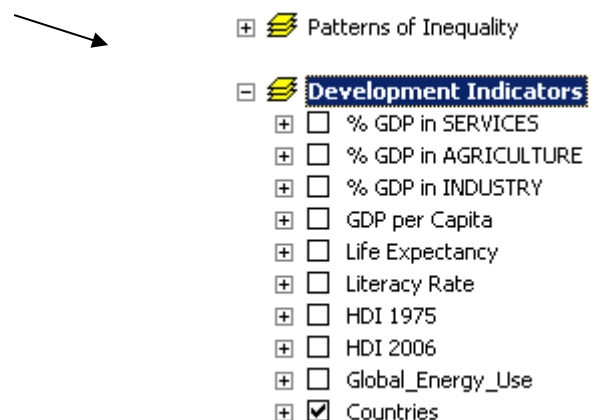 Patterns of Inequality
Development Indicators
% GDP in SERVICES
% GDP in AGRICULTURE
% GDP in INDUSTRY
GDP per Capita
Life Expectancy
Literacy Rate
HDI 1975
HDI 2006
Global_Energy_Use
Countries